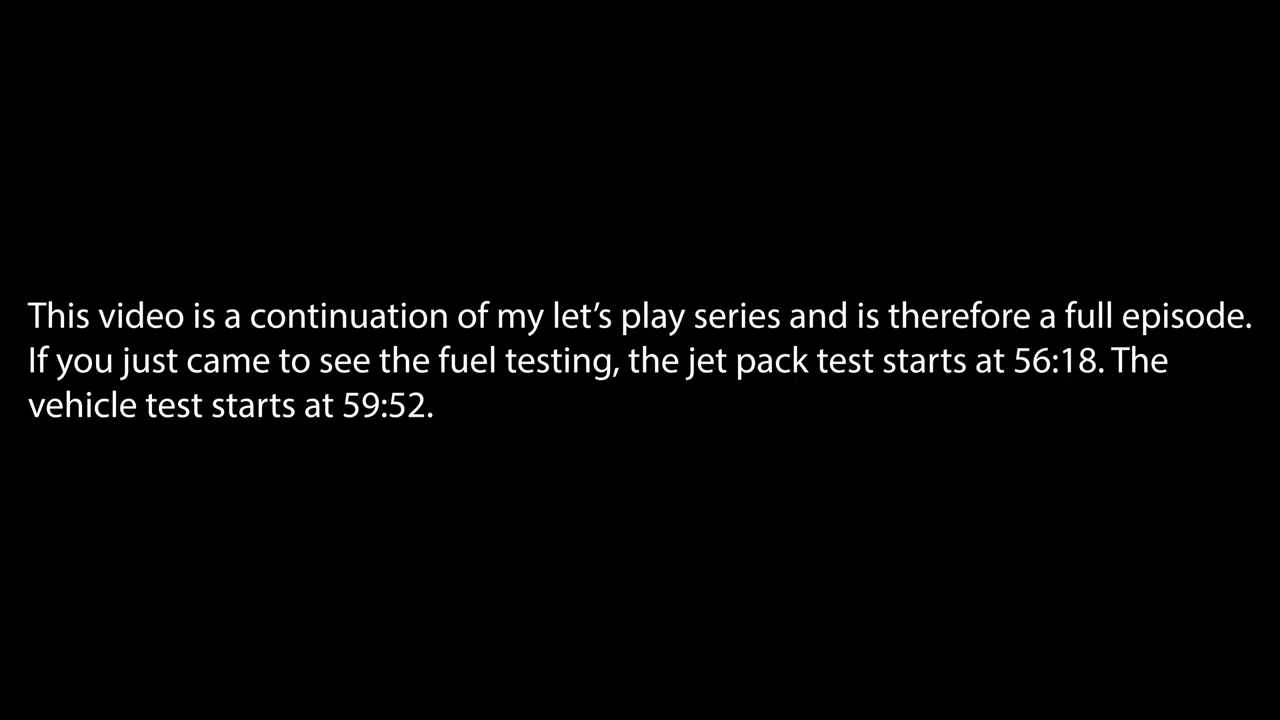 This video is a continuation of my let’s play series and is therefore a full episode.
If you just came to see the fuel testing, the jet pack test starts at 56:18. The
vehicle test starts at 59:52.